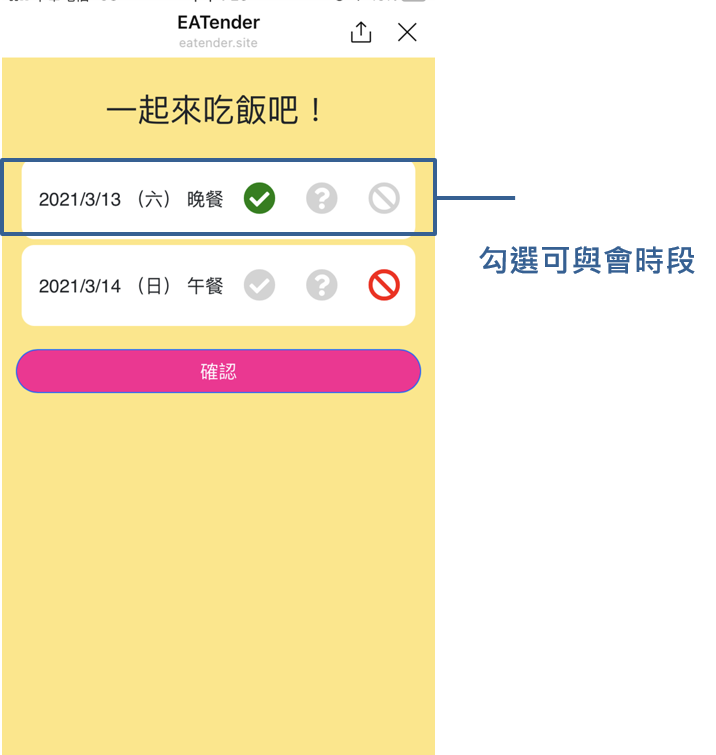 EATender
eatender.site
一起來吃飯吧！
2021/3/13 （六） 晚餐
勾選可與會時段
2021/3/14 （日） 午餐
確認